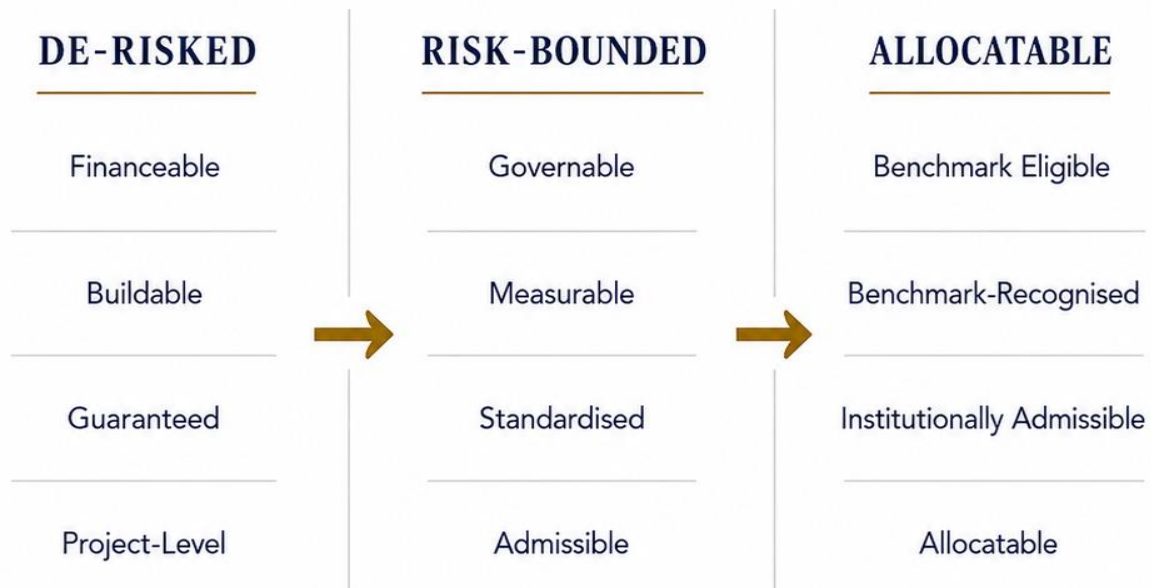 DE-RISKED
RISK-BOUNDED
ALLOCATABLE
Financeable
Governable
Benchmark Eligible
Buildable
Measurable
Benchmark-Recognised
Guaranteed
Standardised
Institutionally Admissible
Project-Level
Admissible
Allocatable